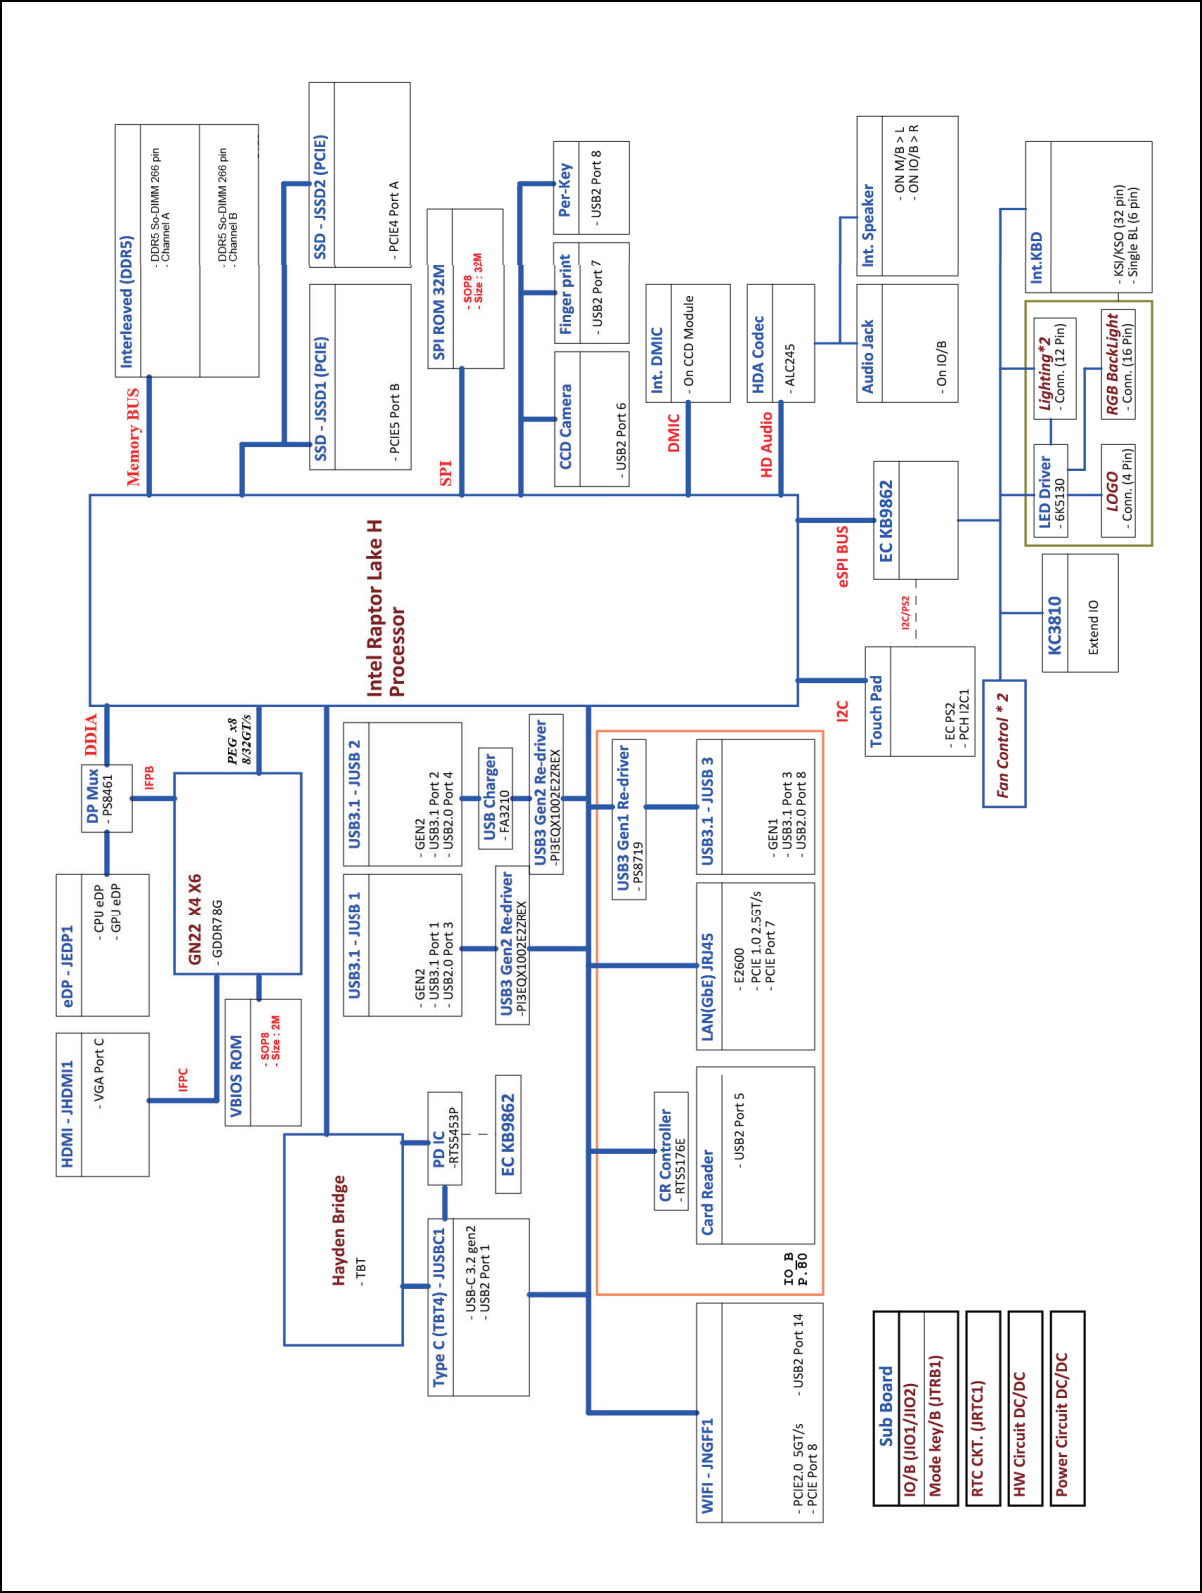 HDMI - JHDMI1
- VGA Port C
eDP - JEDP1
- CPU eDP
- GPU eDP
DP Mux
- PS8461
DDIA
IFPB
IFPC
GN22  X4 X6
- GDDR78G
PEG x8
8/32GT/s
VBIOS ROM
- SOP8
- Size : 2M
Memory BUS
Interleaved (DDR5)
- DDR5 So-DIMM 266 pin
- Channel A
- DDR5 So-DIMM 266 pin
- Channel B
Hayden Bridge
- TBT
PD IC
-RTS5453P
EC KB9862
Type C (TBT4) - JUSBC1
- USB-C 3.2 gen2
- USB2 Port 1
USB3.1 - JUSB 1
- GEN2
- USB3.1 Port 1
- USB2.0 Port 3
USB3 Gen2 Re-driver
-PI3EQX1002E2ZREX
USB3.1 - JUSB 2
- GEN2
- USB3.1 Port 2
- USB2.0 Port 4
USB Charger
- FA3210
USB3 Gen2 Re-driver
-PI3EQX1002E2ZREX
Intel Raptor Lake H
Processor
SSD - JSSD1 (PCIE)
- PCIE5 Port B
SSD - JSSD2 (PCIE)
- PCIE4 Port A
SPI
SPI ROM 32M
- SOP8
- Size : 32M
CCD Camera
- USB2 Port 6
Finger print
- USB2 Port 7
Per-Key
- USB2 Port 8
DMIC
Int. DMIC
- On CCD Module
HD Audio
HDA Codec
- ALC245
Audio Jack
- On IO/B
Int. Speaker
- ON M/B > L
- ON IO/B > R
WIFI - JNGFF1
- PCIE2.0  5GT/s
- PCIE Port 8
- USB2 Port 14
IO_B
P.80
CR Controller
- RTS5176E
Card Reader
- USB2 Port 5
LAN(GbE) JRJ45
- E2600
- PCIE 1.0 2.5GT/s
- PCIE Port 7
USB3 Gen1 Re-driver
- PS8719
USB3.1 - JUSB 3
- GEN1
- USB3.1 Port 3
- USB2.0 Port 8
I2C
Touch Pad
- EC PS2
- PCH I2C1
I2C/PS2
eSPI BUS
EC KB9862
Fan Control * 2
KC3810
Extend IO
LED Driver
- 6K5130
Lighting*2
- Conn. (12 Pin)
LOGO
- Conn. (4 Pin)
RGB BackLight
- Conn. (16 Pin)
Int.KBD
- KSI/KSO (32 pin)
- Single BL (6 pin)
Sub Board
IO/B (JIO1/JIO2)
Mode key/B (JTRB1)
RTC CKT. (JRTC1)
HW Circuit DC/DC
Power Circuit DC/DC